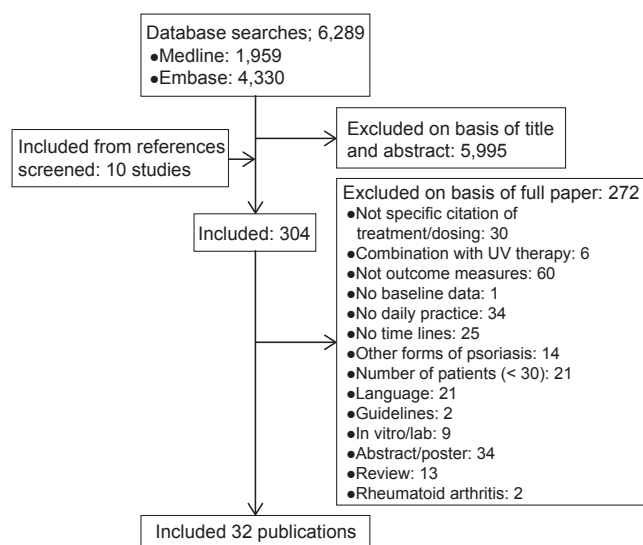 Database searches; 6,289
●Medline: 1,959
●Embase: 4,330
Excluded on basis of title
and abstract: 5,995
Included from references
screened: 10 studies
Included: 304
Excluded on basis of full paper: 272
●Not specific citation of
treatment/dosing: 30
●Combination with UV therapy: 6
●Not outcome measures: 60
●No baseline data: 1
●No daily practice: 34
●No time lines: 25
●Other forms of psoriasis: 14
●Number of patients (< 30): 21
●Language: 21
●Guidelines: 2
●In vitro/lab: 9
●Abstract/poster: 34
●Review: 13
●Rheumatoid arthritis: 2
Included 32 publications